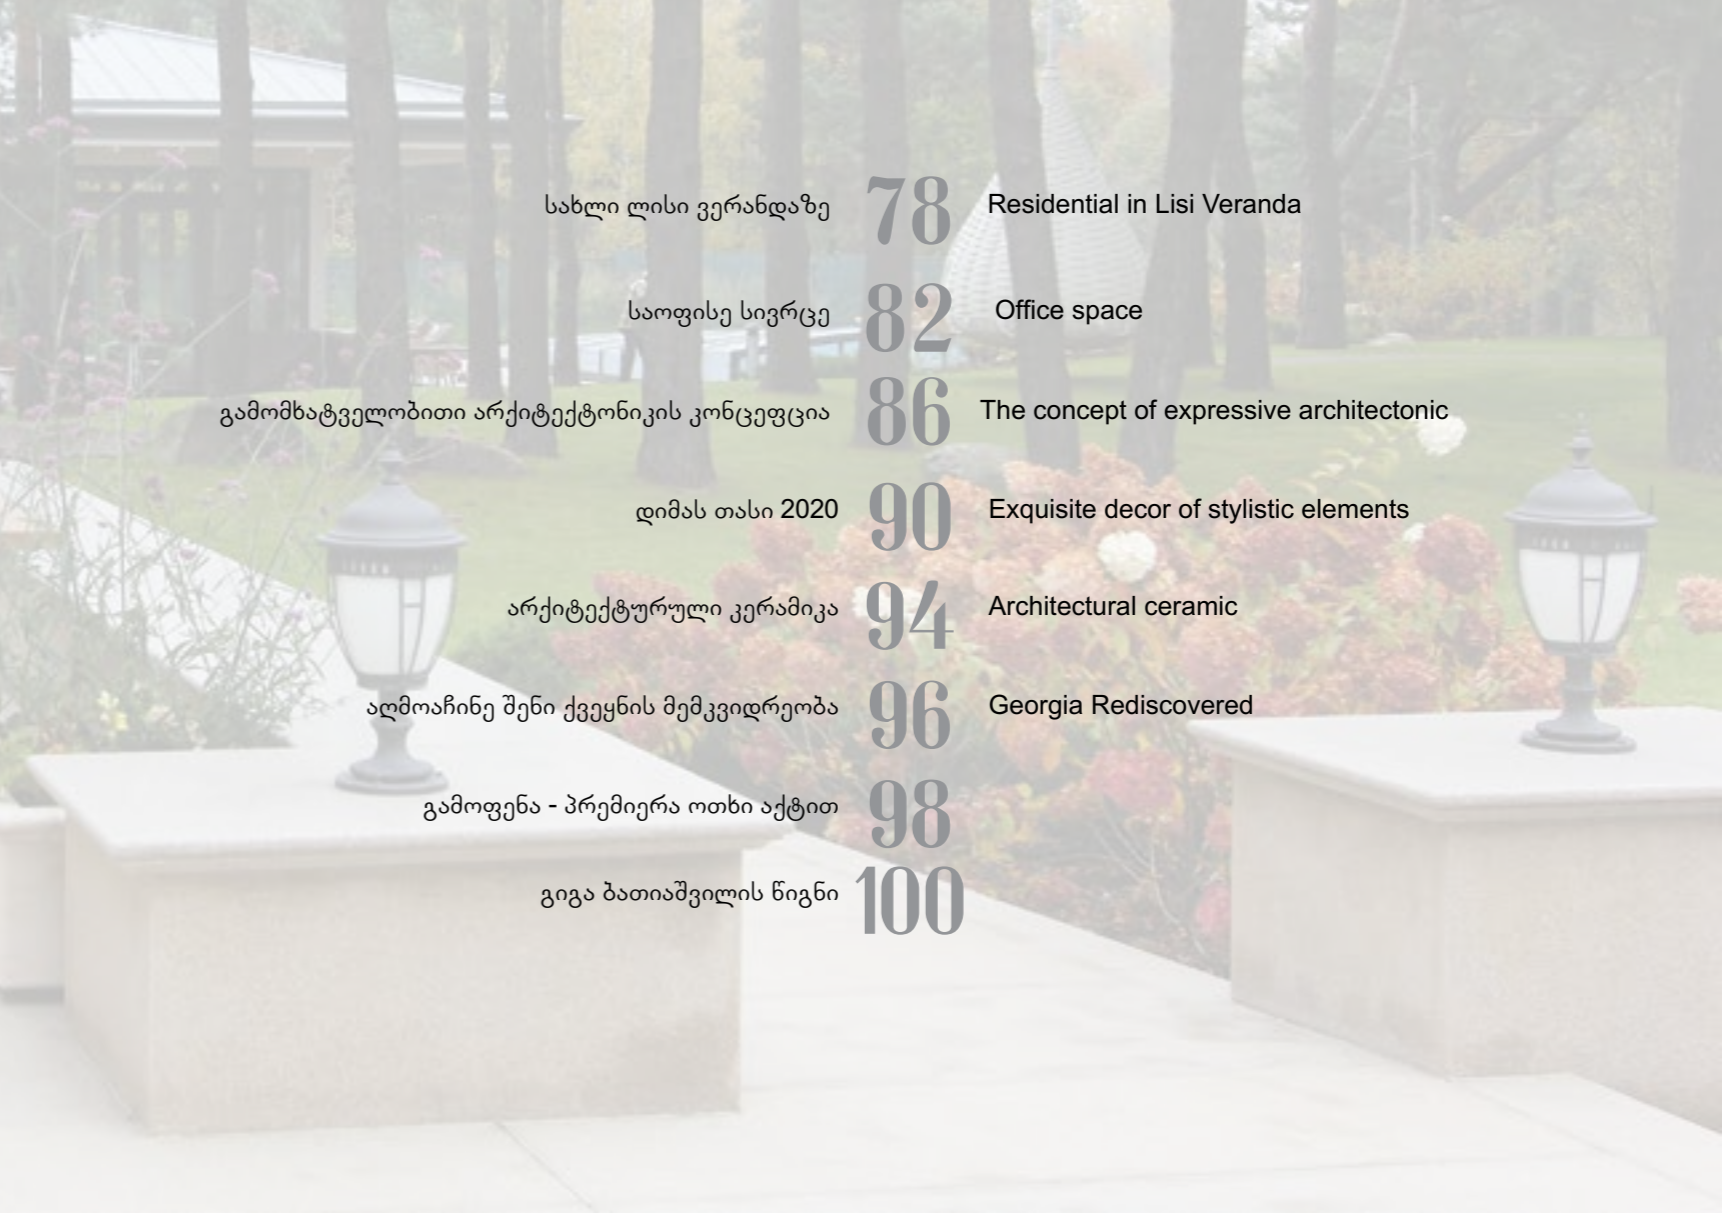 სახლი ლისი ვერანდაზე 78 Residential in Lisi Veranda
საოფისე სივრცე 82 Office space
გამომხატველობითი არქიტექტონიკის კონცეფცია 86 The concept of expressive architectonic
დიმას თასი 2020 90 Exquisite decor of stylistic elements
არქიტექტურული კერამიკა 94 Architectural ceramic
აღმოაჩინე შენი ქვეყნის მემკვიდრეობა 96 Georgia Rediscovered
გამოფენა - პრემიერა ოთხი აქტით 98
გიგა ბათიაშვილის წიგნი 100